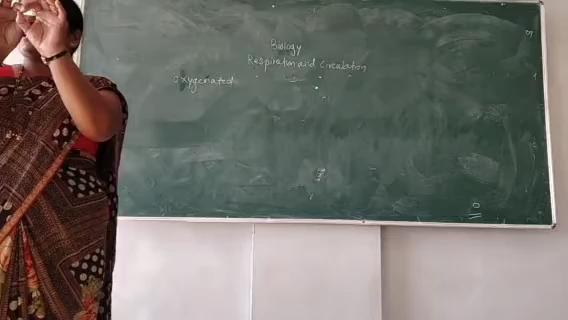 Biology
Respiration and Circulation
oxygenated